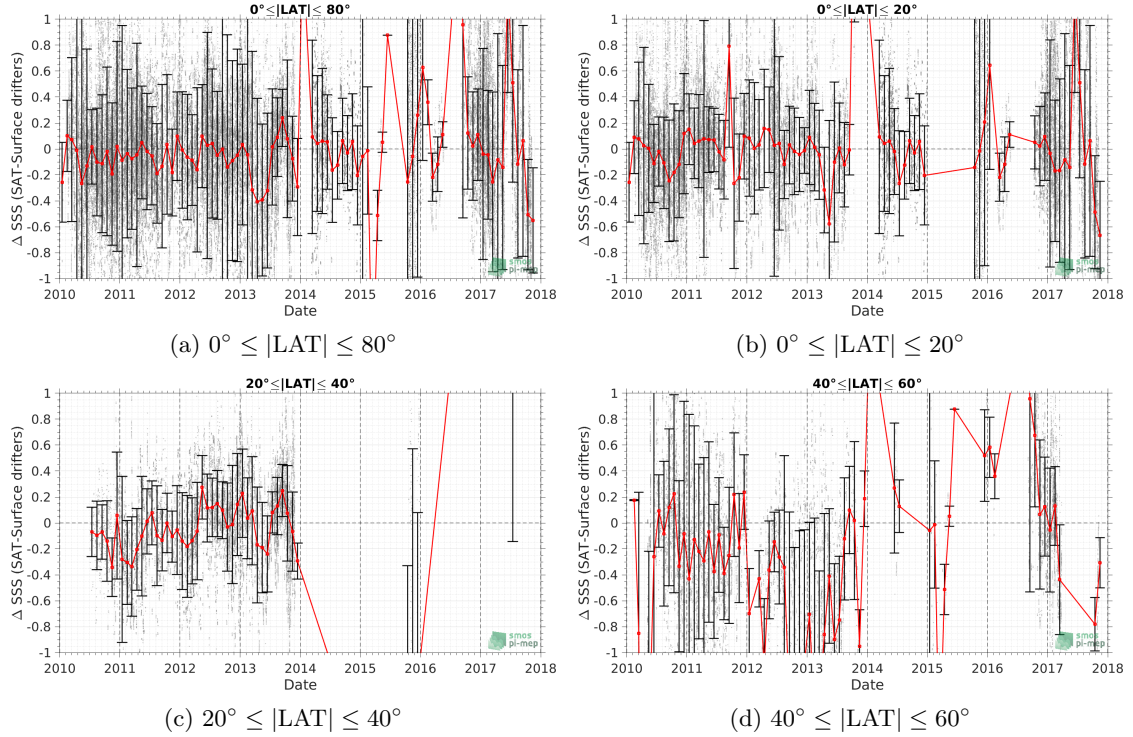 0°≤|LAT|≤ 80°
Δ SSS (SAT-Surface drifters)
1
0.8
0.6
0.4
0.2
0
-0.2
-0.4
-0.6
-0.8
-1
2010 2011 2012 2013 2014 2015 2016 2017 2018
Date
smos
pi-mep
(a) 0° ≤ |LAT| ≤ 80°
0°≤|LAT|≤ 20°
Δ SSS (SAT-Surface drifters)
1
0.8
0.6
0.4
0.2
0
-0.2
-0.4
-0.6
-0.8
-1
2010 2011 2012 2013 2014 2015 2016 2017 2018
Date
smos
pi-mep
(b) 0° ≤ |LAT| ≤ 20°
20°≤|LAT|≤ 40°
Δ SSS (SAT-Surface drifters)
1
0.8
0.6
0.4
0.2
0
-0.2
-0.4
-0.6
-0.8
-1
2010 2011 2012 2013 2014 2015 2016 2017 2018
Date
smos
pi-mep
(c) 20° ≤ |LAT| ≤ 40°
40°≤|LAT|≤ 60°
Δ SSS (SAT-Surface drifters)
1
0.8
0.6
0.4
0.2
0
-0.2
-0.4
-0.6
-0.8
-1
2010 2011 2012 2013 2014 2015 2016 2017 2018
Date
smos
pi-mep
(d) 40° ≤ |LAT| ≤ 60°